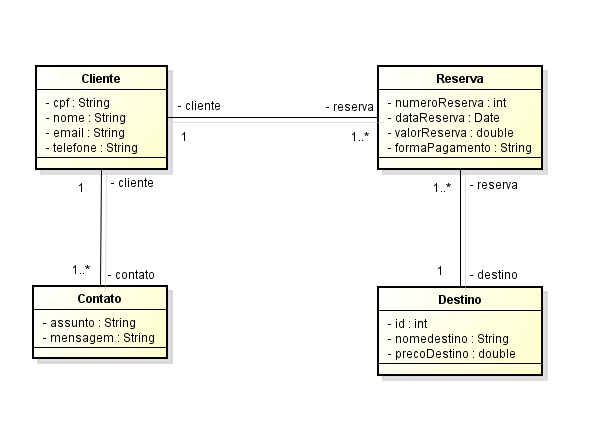 Cliente
- cpf : String
- nome : String
- email : String
- telefone : String
- cliente
- reserva
1
1..*
Reserva
- numeroReserva : int
- dataReserva : Date
- valorReserva : double
- formaPagamento : String
1
- cliente
1..*
- contato
1..*
- reserva
1
- destino
Contato
- assunto : String
- mensagem : String
Destino
- id : int
- nomedestino : String
- precoDestino : double